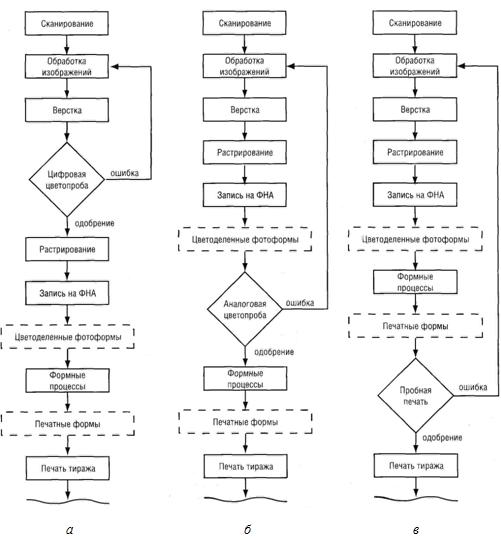 Сканирование
Обработка
изображений
Верстка
Цифровая
цветопроба
ошибка
одобрение
Растрирование
Запись на ФНА
Цветоделенные фотоформы
Формные
процессы
Печатные формы
Печать тиража
а
Сканирование
Обработка
изображений
Верстка
Растрирование
Запись на ФНА
Цветоделенные фотоформы
Аналоговая
цветопроба
ошибка
одобрение
Формные
процессы
Печатные формы
Печать тиража
б
Сканирование
Обработка
изображений
Верстка
Растрирование
Запись на ФНА
Цветоделенные фотоформы
Формные
процессы
Печатные формы
Пробная
печать
ошибка
одобрение
Печать тиража
в